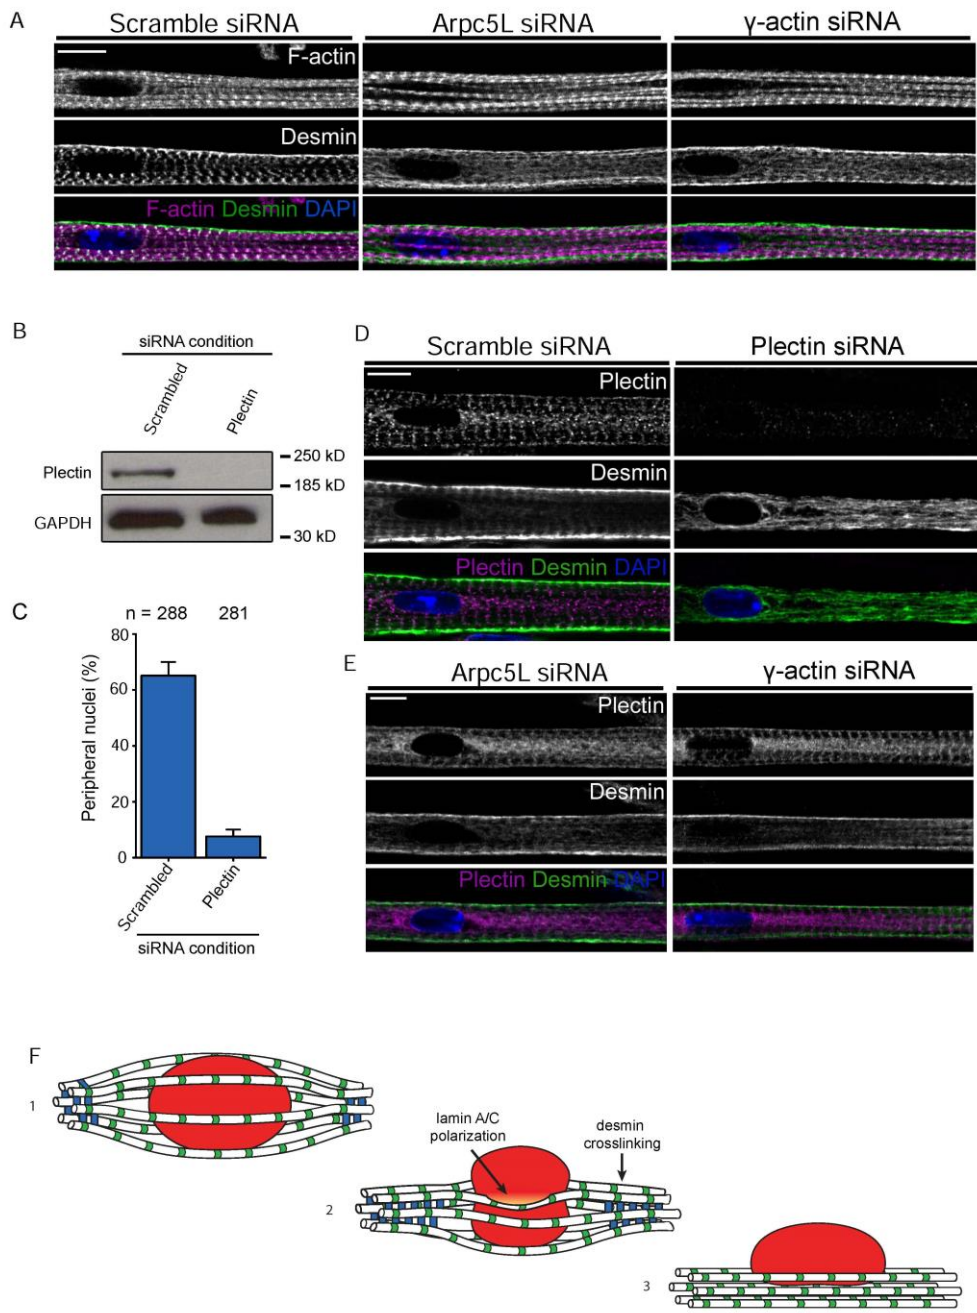 A
Scramble siRNA
Arpc5L siRNA
γ-actin siRNA
F-actin
Desmin
F-actin Desmin DAPI
B
siRNA condition
Scrambled
Plectin
Plectin
250 kD
185 kD
GAPDH
30 kD
C
n = 288
281
Peripheral nuclei (%)
80
60
40
20
0
Scrambled
Plectin
siRNA condition
D
Scramble siRNA
Plectin siRNA
Plectin
Desmin
Plectin Desmin DAPI
E
Arpc5L siRNA
γ-actin siRNA
Plectin
Desmin
Plectin Desmin DAPI
F
1
lamin A/C
polarization
desmin
crosslinking
2
3